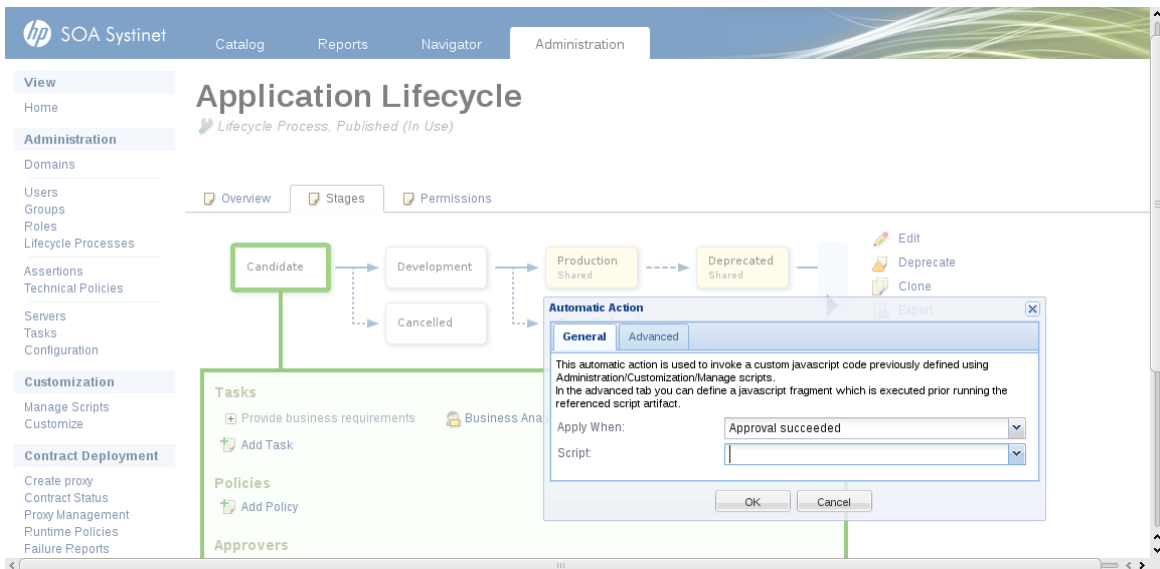 hp SOA Systinet
Catalog Reports Navigator Administration
View
Home
Administration
Domains
Users
Groups
Roles
Lifecycle Processes
Assertions
Technical Policies
Servers
Tasks
Configuration
Customization
Manage Scripts
Customize
Contract Deployment
Create proxy
Contract Status
Proxy Management
Runtime Policies
Failure Reports
Application Lifecycle
Lifecycle Process, Published (In Use)
Overview Stages Permissions
Candidate
Development
Production
Shared
Deprecated
Shared
Cancelled
Edit
Deprecate
Clone
Export
Tasks
Provide business requirements Business Ana
Add Task
Policies
Add Policy
Approvers
Automatic Action
General Advanced
This automatic action is used to invoke a custom javascript code previously defined using
Administration/Customization/Manage scripts.
In the advanced tab you can define a javascript fragment which is executed prior running the
referenced script artifact.
Apply When: Approval succeeded
Script:
OK Cancel